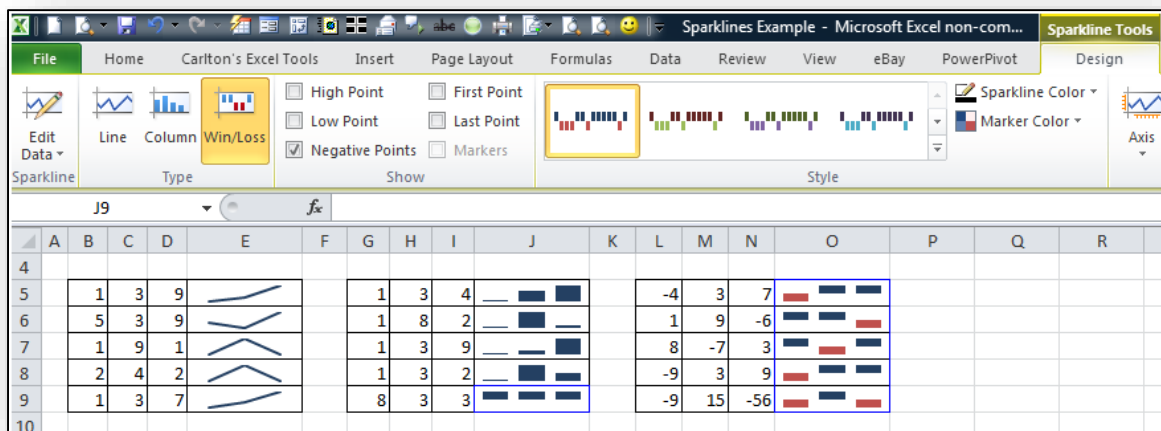 Sparklines Example - Microsoft Excel non-com... Sparkline Tools
File Home Carlton's Excel Tools Insert Page Layout Formulas Data Review View eBay PowerPivot Design
Edit Data Line Column Win/Loss
High Point First Point
Low Point Last Point
Negative Points Markers
Sparkline Color
Marker Color
Axis
Sparkline Type Show Style
J9 fx
A B C D E F G H I J K L M N O P Q R
4
5 1 3 9 1 3 4 -4 3 7
6 5 3 9 1 8 2 1 9 -6
7 1 9 1 1 3 9 8 -7 3
8 2 4 2 1 3 2 -9 3 9
9 1 3 7 8 3 3 -9 15 -56
10